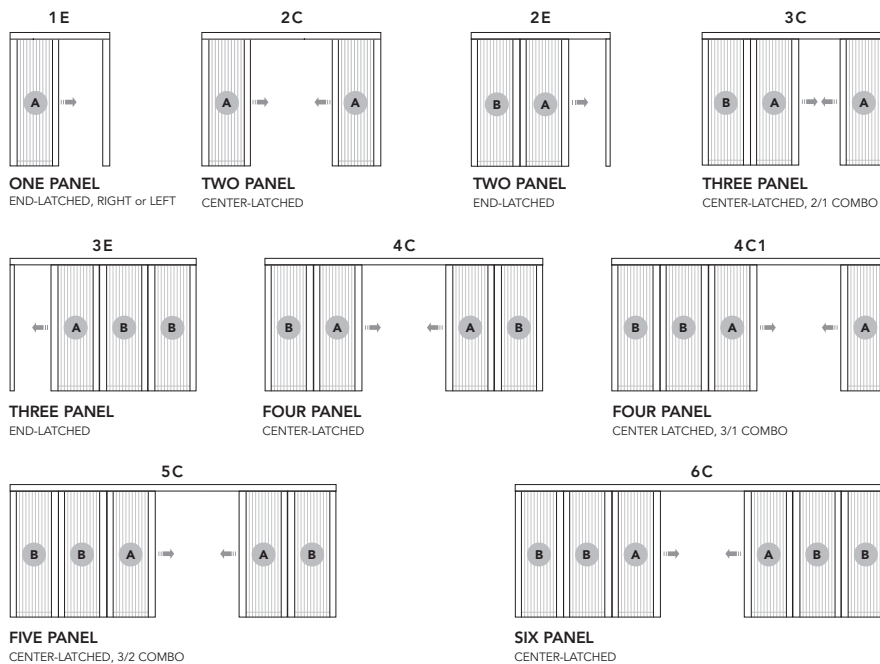 1E
2C
2E
3C
A
A
A
B
A
B
A
A
ONE PANEL
END-LATCHED, RIGHT or LEFT
TWO PANEL
CENTER-LATCHED
TWO PANEL
END-LATCHED
THREE PANEL
CENTER-LATCHED, 2/1 COMBO
3E
4C
4C1
A
B
B
B
A
A
B
B
B
A
A
THREE PANEL
END-LATCHED
FOUR PANEL
CENTER-LATCHED
FOUR PANEL
CENTER LATCHED, 3/1 COMBO
5C
6C
B
B
A
A
B
B
B
A
A
B
B
FIVE PANEL
CENTER-LATCHED, 3/2 COMBO
SIX PANEL
CENTER-LATCHED